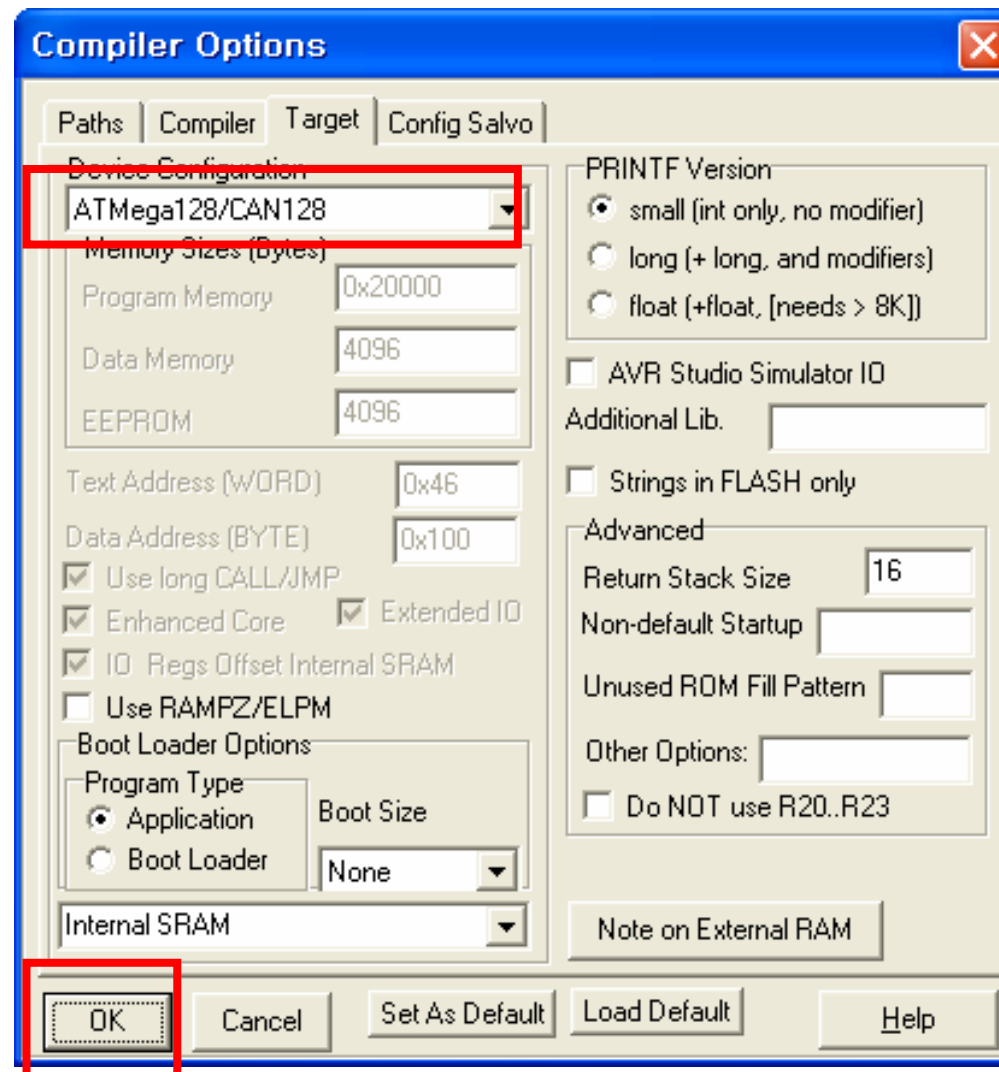 Compiler Options
Paths Compiler Target Config Salvo
Device Configuration
ATMega128/CAN128
Memory Sizes (Bytes)
Program Memory 0x20000
Data Memory 4096
EEPROM 4096
Text Address (WORD) 0x46
Data Address (BYTE) 0x100
Use long CALL/JMP
Enhanced Core Extended IO
IO Regs Offset Internal SRAM
Use RAMPZ/ELPM
Boot Loader Options
Program Type
Application
Boot Loader
Boot Size
None
Internal SRAM
PRINTF Version
small (int only, no modifier)
long (+ long, and modifiers)
float (+float, [needs > 8K])
AVR Studio Simulator IO
Additional Lib.
Strings in FLASH only
Advanced
Return Stack Size 16
Non-default Startup
Unused ROM Fill Pattern
Other Options:
Do NOT use R20..R23
Note on External RAM
OK Cancel Set As Default Load Default Help